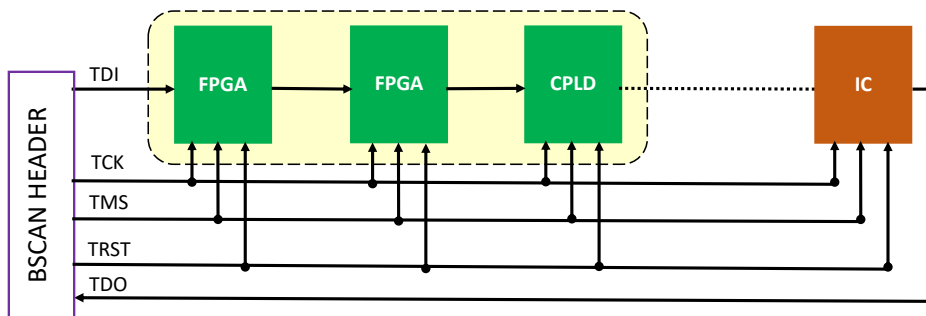 TDI
FPGA
FPGA
CPLD
IC
TCK
TMS
TRST
TDO
BSCAN HEADER